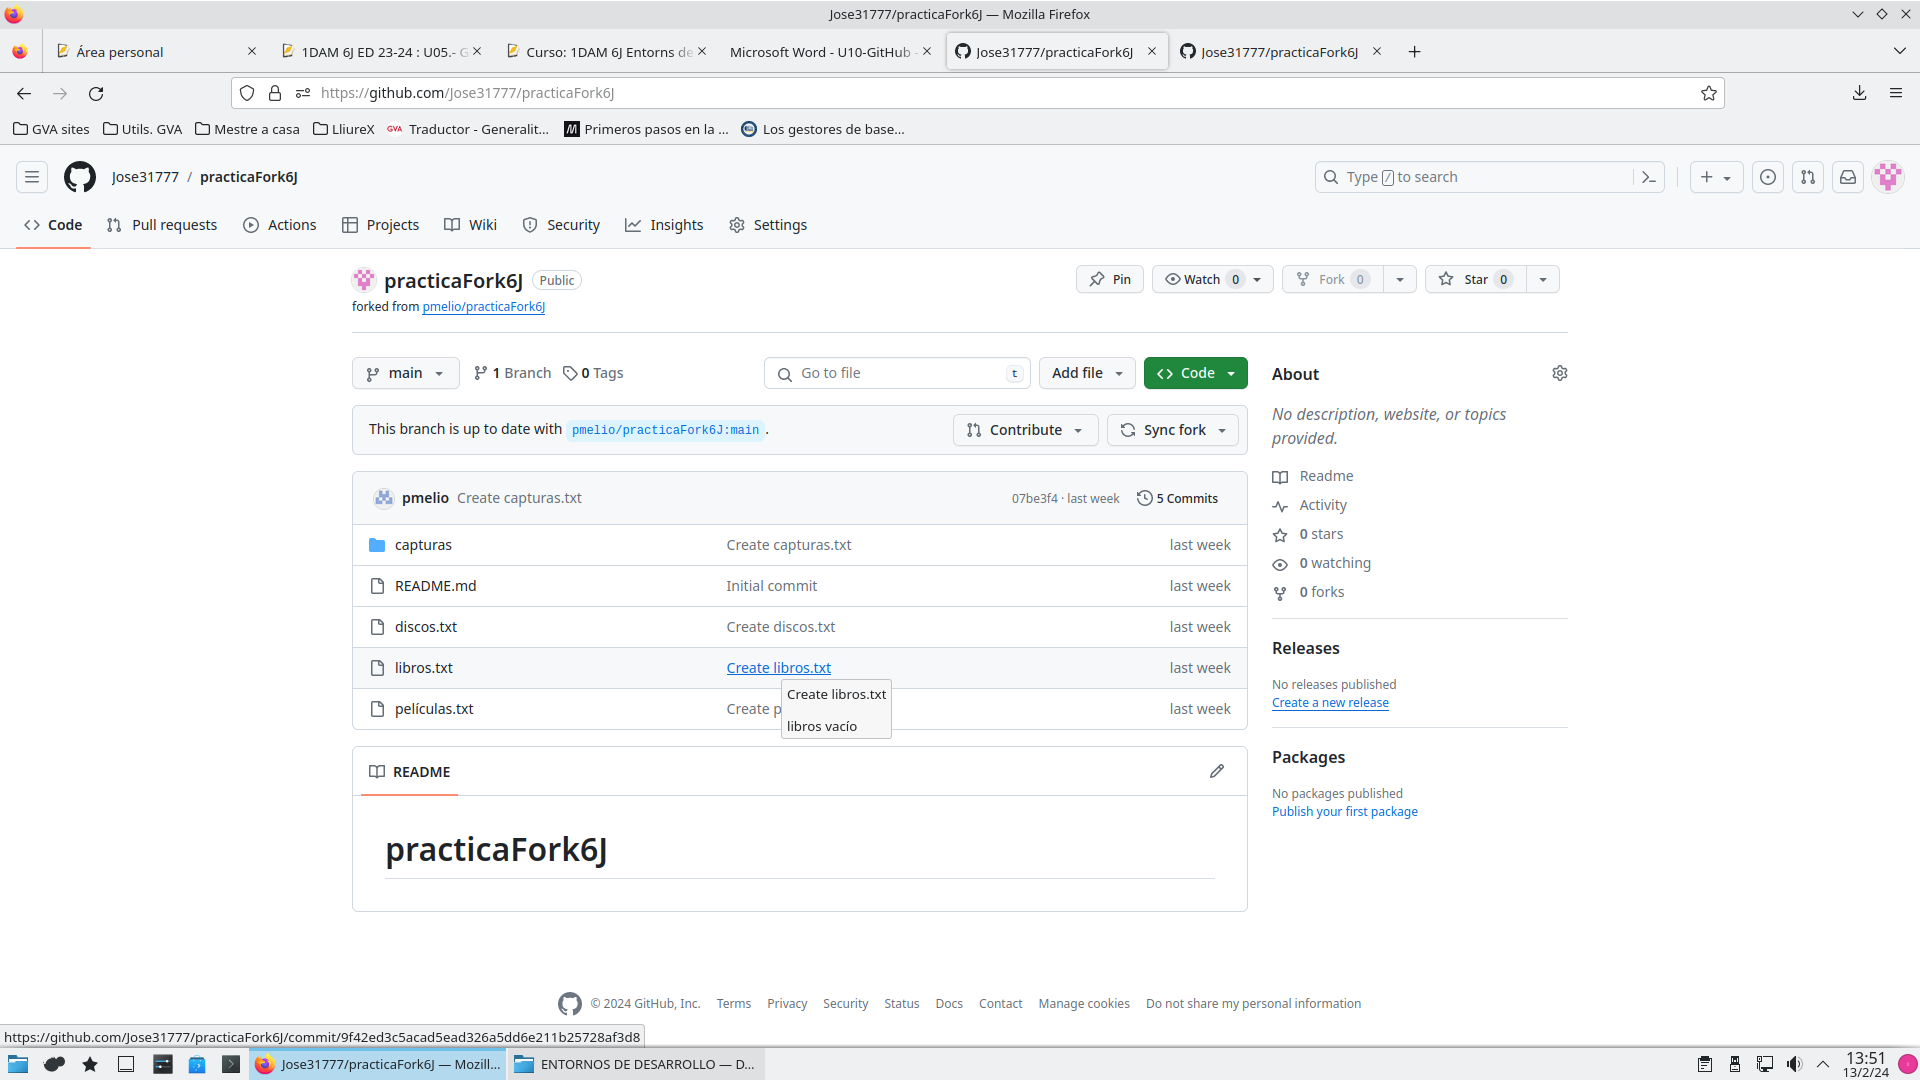 Jose31777/practicaFork6J — Mozilla Firefox
Área personal
1DAM 6J ED 23-24 : U05.- G
Curso: 1DAM 6J Entorns de
Microsoft Word - U10-GitHub -
Jose31777/practicaFork6J
Jose31777/practicaFork6J
https://github.com/Jose31777/practicaFork6J
GVA sites
Utils. GVA
Mestre a casa
LliureX
GVA
Traductor - Generalit...
Primeros pasos en la ...
Los gestores de base...
Jose31777 / practicaFork6J
Type / to search
Code
Pull requests
Actions
Projects
Wiki
Security
Insights
Settings
practicaFork6J Public
Pin
Watch 0
Fork 0
Star 0
forked from pmelio/practicaFork6J
main
1 Branch
0 Tags
Go to file
t
Add file
Code
This branch is up to date with pmelio/practicaFork6J:main .
Contribute
Sync fork
pmelio Create capturas.txt 07be3f4 · last week 5 Commits
capturas Create capturas.txt last week
README.md Initial commit last week
discos.txt Create discos.txt last week
libros.txt Create libros.txt last week
películas.txt Create p last week
Create libros.txt
libros vacío
README
practicaFork6J
About
No description, website, or topics
provided.
Readme
Activity
0 stars
0 watching
0 forks
Releases
No releases published
Create a new release
Packages
No packages published
Publish your first package
© 2024 GitHub, Inc.
Terms
Privacy
Security
Status
Docs
Contact
Manage cookies
Do not share my personal information
https://github.com/Jose31777/practicaFork6J/commit/9f42ed3c5acad5ead326a5dd6e211b25728af3d8
Jose31777/practicaFork6J — Mozill...
ENTORNOS DE DESARROLLO — D...
13:51
13/2/24